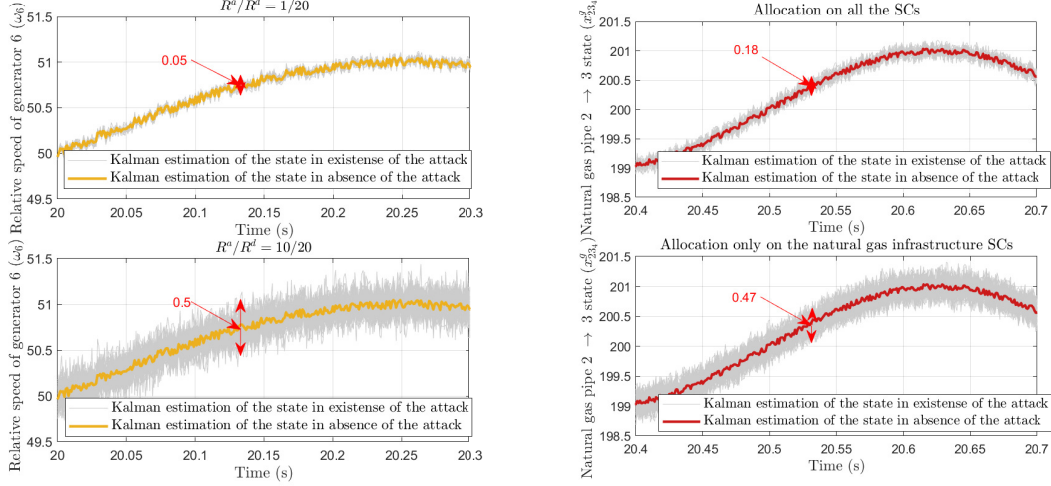 R^a/R^d = 1/20
Relative speed of generator 6 (ω_6)
51.5
51
50.5
50
49.5
0.05
Kalman estimation of the state in existense of the attack
Kalman estimation of the state in absence of the attack
20 20.05 20.1 20.15 20.2 20.25 20.3
Time (s)
Allocation on all the SCs
Natural gas pipe 2 → 3 state (x^g_{23_4})
201.5
201
200.5
200
199.5
199
198.5
0.18
Kalman estimation of the state in existense of the attack
Kalman estimation of the state in absence of the attack
20.4 20.45 20.5 20.55 20.6 20.65 20.7
Time (s)
R^a/R^d = 10/20
Relative speed of generator 6 (ω_6)
51.5
51
50.5
50
49.5
0.5
Kalman estimation of the state in existense of the attack
Kalman estimation of the state in absence of the attack
20 20.05 20.1 20.15 20.2 20.25 20.3
Time (s)
Allocation only on the natural gas infrastructure SCs
Natural gas pipe 2 → 3 state (x^g_{23_4})
201.5
201
200.5
200
199.5
199
198.5
0.47
Kalman estimation of the state in existense of the attack
Kalman estimation of the state in absence of the attack
20.4 20.45 20.5 20.55 20.6 20.65 20.7
Time (s)